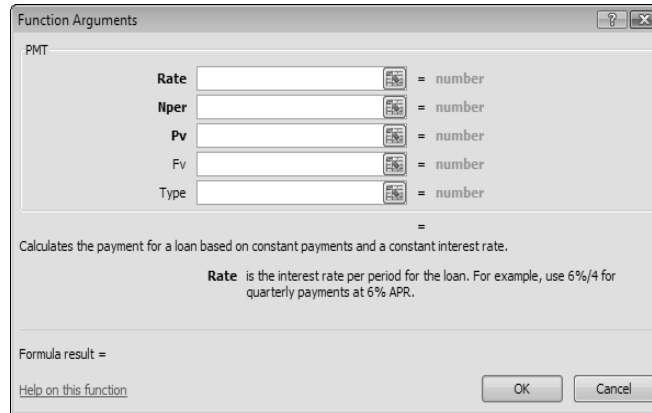 Function Arguments
PMT
Rate = number
Nper = number
Pv = number
Fv = number
Type = number
=
Calculates the payment for a loan based on constant payments and a constant interest rate.
Rate is the interest rate per period for the loan. For example, use 6%/4 for
quarterly payments at 6% APR.
Formula result =
Help on this function
OK Cancel